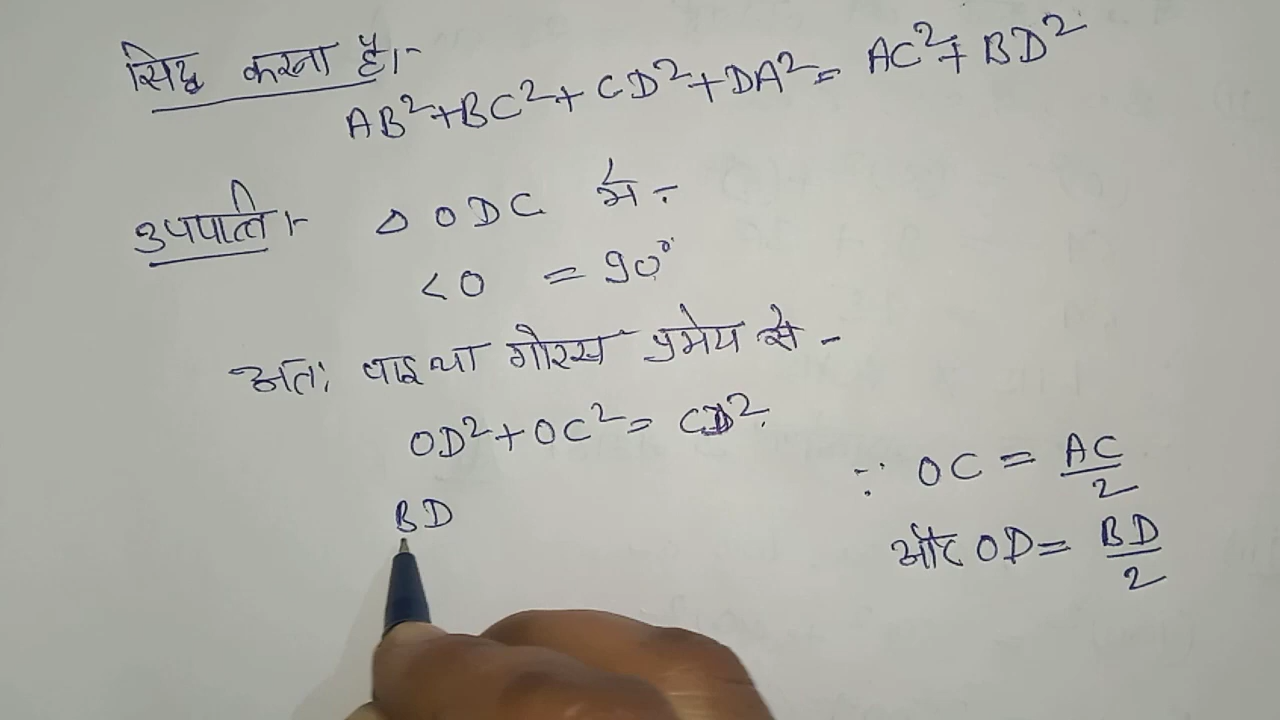 सिद्ध करना है।-
AB²+BC²+CD²+DA²= AC²+BD²
उपपत्ति।- △ ODC में -
<O = 90°
अत: पाइथा गोरस प्रमेय से -
OD²+OC²= CD²
∵ OC = AC/2
और OD= BD/2
BD